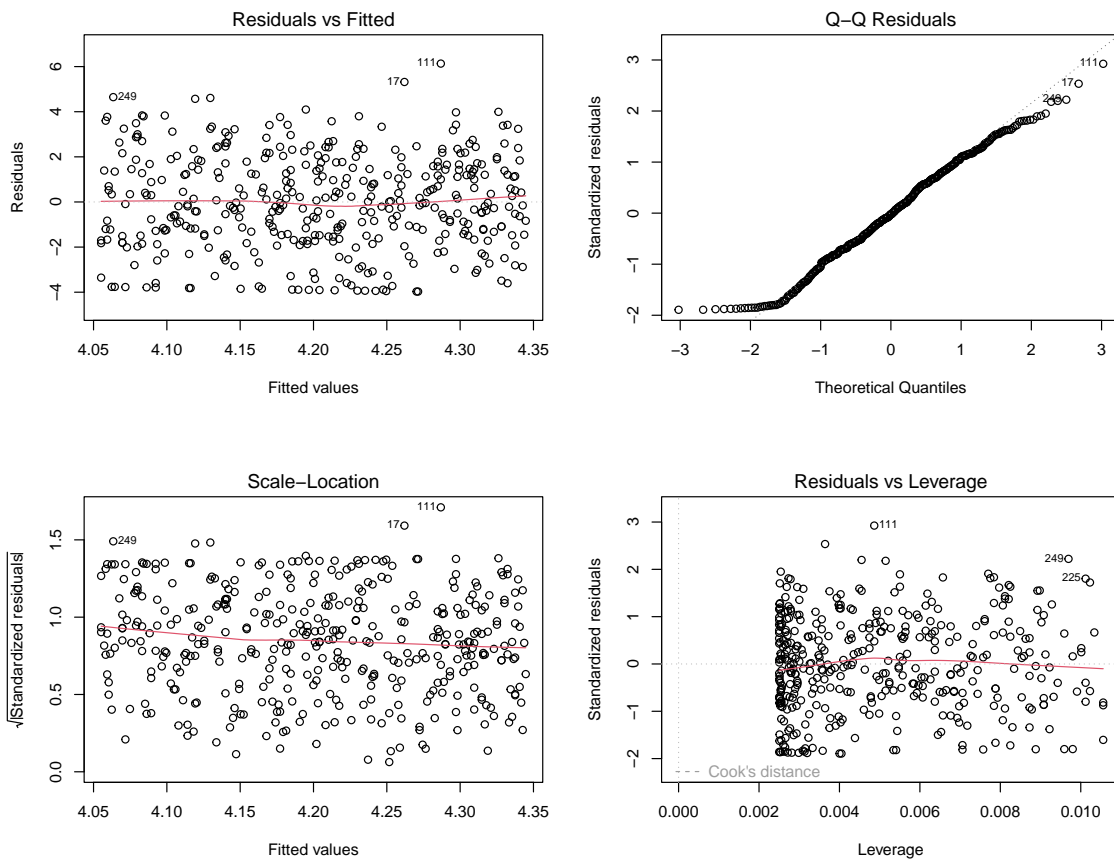 Residuals vs Fitted
Residuals
6
4
2
0
−2
−4
111
17
249
4.05 4.10 4.15 4.20 4.25 4.30 4.35
Fitted values
Q−Q Residuals
Standardized residuals
3
2
1
0
−1
−2
111
17
249
−3 −2 −1 0 1 2 3
Theoretical Quantiles
Scale−Location
√|Standardized residuals|
1.5
1.0
0.5
0.0
111
17
249
4.05 4.10 4.15 4.20 4.25 4.30 4.35
Fitted values
Residuals vs Leverage
Standardized residuals
3
2
1
0
−1
−2
111
249
225
Cook's distance
0.000 0.002 0.004 0.006 0.008 0.010
Leverage